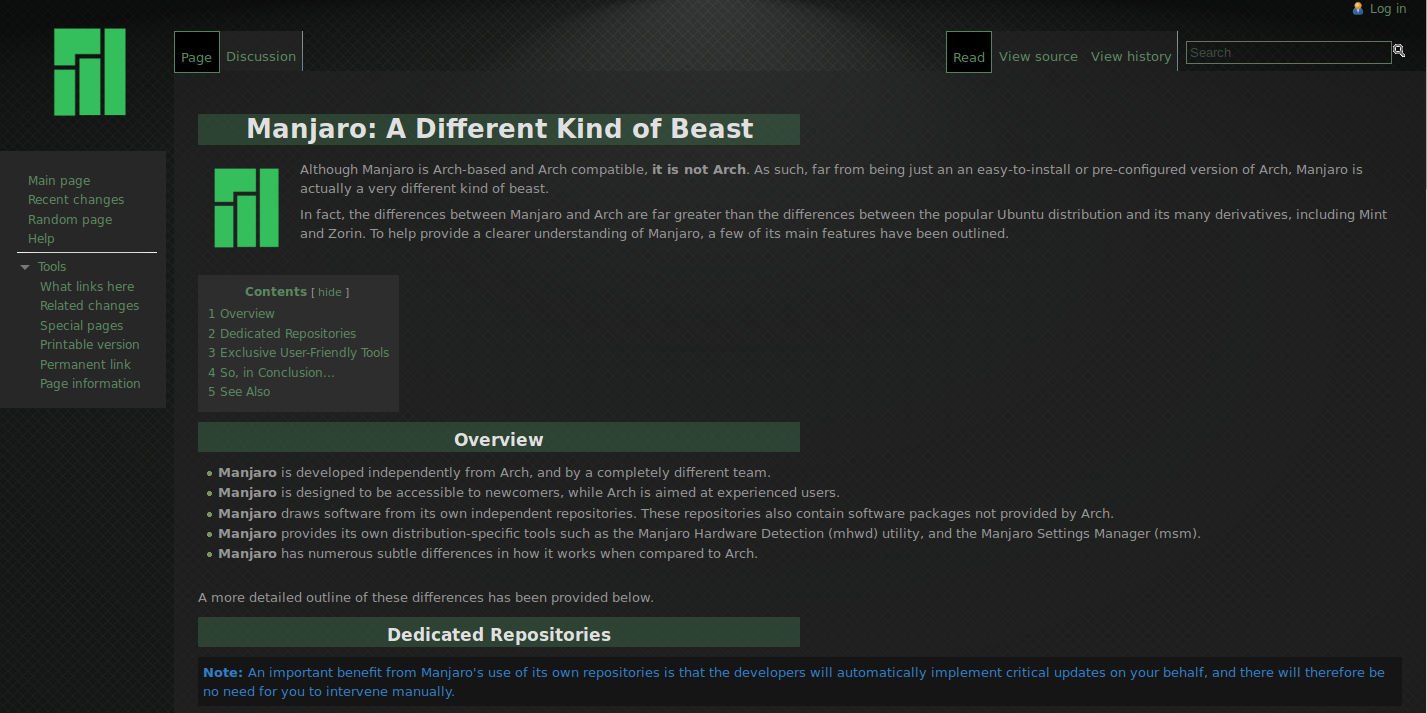 Log in
Page Discussion Read View source View history Search
Manjaro: A Different Kind of Beast
Although Manjaro is Arch-based and Arch compatible, it is not Arch. As such, far from being just an an easy-to-install or pre-configured version of Arch, Manjaro is
actually a very different kind of beast.
In fact, the differences between Manjaro and Arch are far greater than the differences between the popular Ubuntu distribution and its many derivatives, including Mint
and Zorin. To help provide a clearer understanding of Manjaro, a few of its main features have been outlined.
Main page
Recent changes
Random page
Help
Tools
What links here
Related changes
Special pages
Printable version
Permanent link
Page information
Contents [ hide ]
1 Overview
2 Dedicated Repositories
3 Exclusive User-Friendly Tools
4 So, in Conclusion...
5 See Also
Overview
Manjaro is developed independently from Arch, and by a completely different team.
Manjaro is designed to be accessible to newcomers, while Arch is aimed at experienced users.
Manjaro draws software from its own independent repositories. These repositories also contain software packages not provided by Arch.
Manjaro provides its own distribution-specific tools such as the Manjaro Hardware Detection (mhwd) utility, and the Manjaro Settings Manager (msm).
Manjaro has numerous subtle differences in how it works when compared to Arch.
A more detailed outline of these differences has been provided below.
Dedicated Repositories
Note: An important benefit from Manjaro's use of its own repositories is that the developers will automatically implement critical updates on your behalf, and there will therefore be
no need for you to intervene manually.